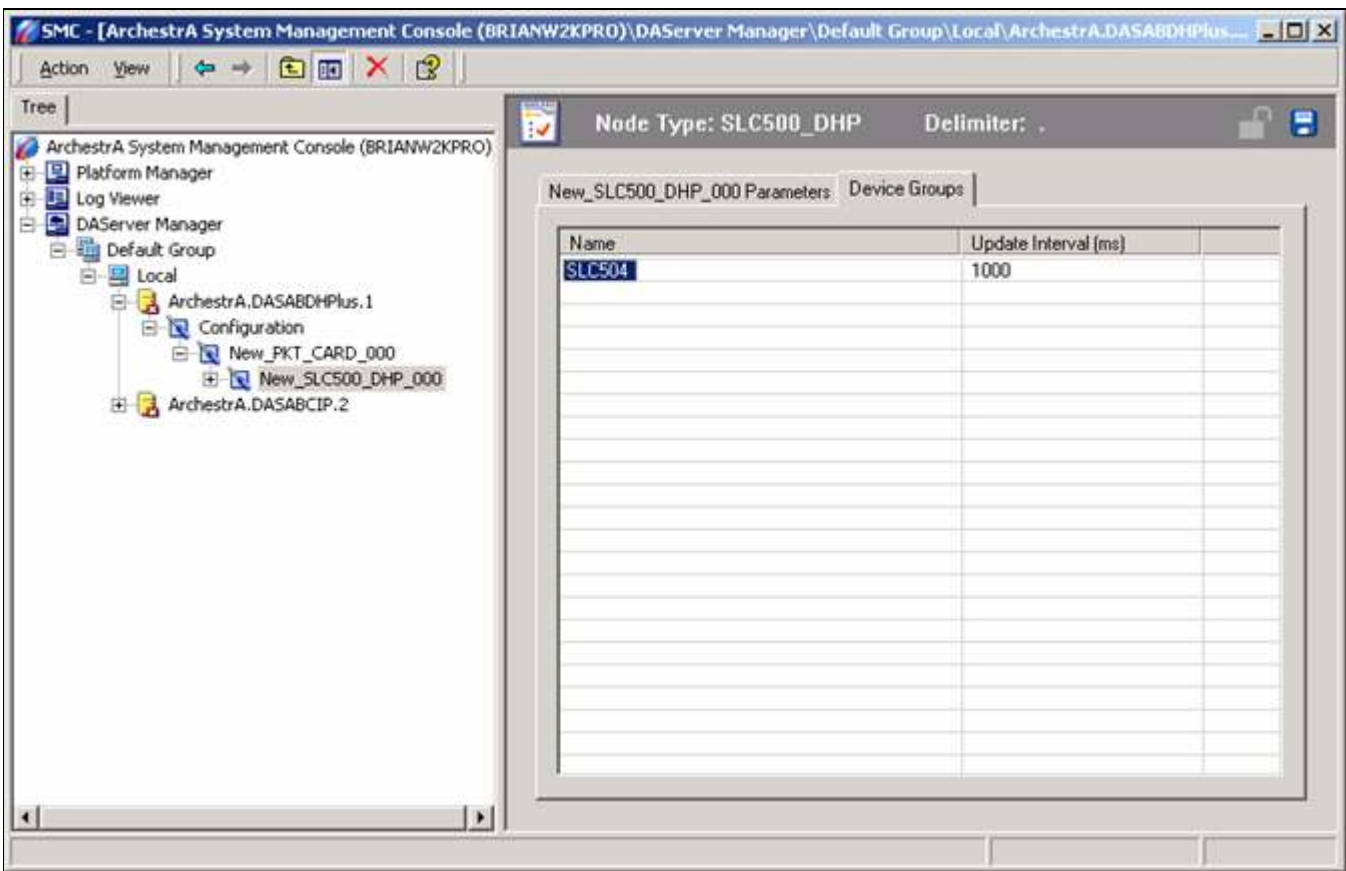 SMC - [ArchestrA System Management Console (BRIANW2KPRO)\DAServer Manager\Default Group\Local\ArchestrA.DASABDHPlus....
Action View
Tree
ArchestrA System Management Console (BRIANW2KPRO)
Platform Manager
Log Viewer
DAServer Manager
Default Group
Local
ArchestrA.DASABDHPlus.1
Configuration
New_PKT_CARD_000
New_SLC500_DHP_000
ArchestrA.DASABCIP.2
Node Type: SLC500_DHP Delimiter: .
New_SLC500_DHP_000 Parameters Device Groups
Name Update Interval (ms)
SLC504 1000